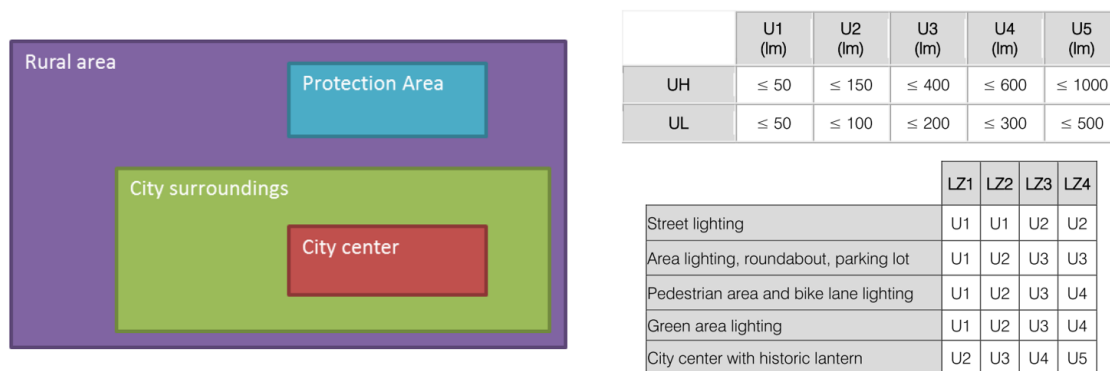 Rural area
Protection Area
City surroundings
City center
U1 U2 U3 U4 U5
(lm) (lm) (lm) (lm) (lm)
UH ≤ 50 ≤ 150 ≤ 400 ≤ 600 ≤ 1000
UL ≤ 50 ≤ 100 ≤ 200 ≤ 300 ≤ 500
LZ1 LZ2 LZ3 LZ4
Street lighting U1 U1 U2 U2
Area lighting, roundabout, parking lot U1 U2 U3 U3
Pedestrian area and bike lane lighting U1 U2 U3 U4
Green area lighting U1 U2 U3 U4
City center with historic lantern U2 U3 U4 U5